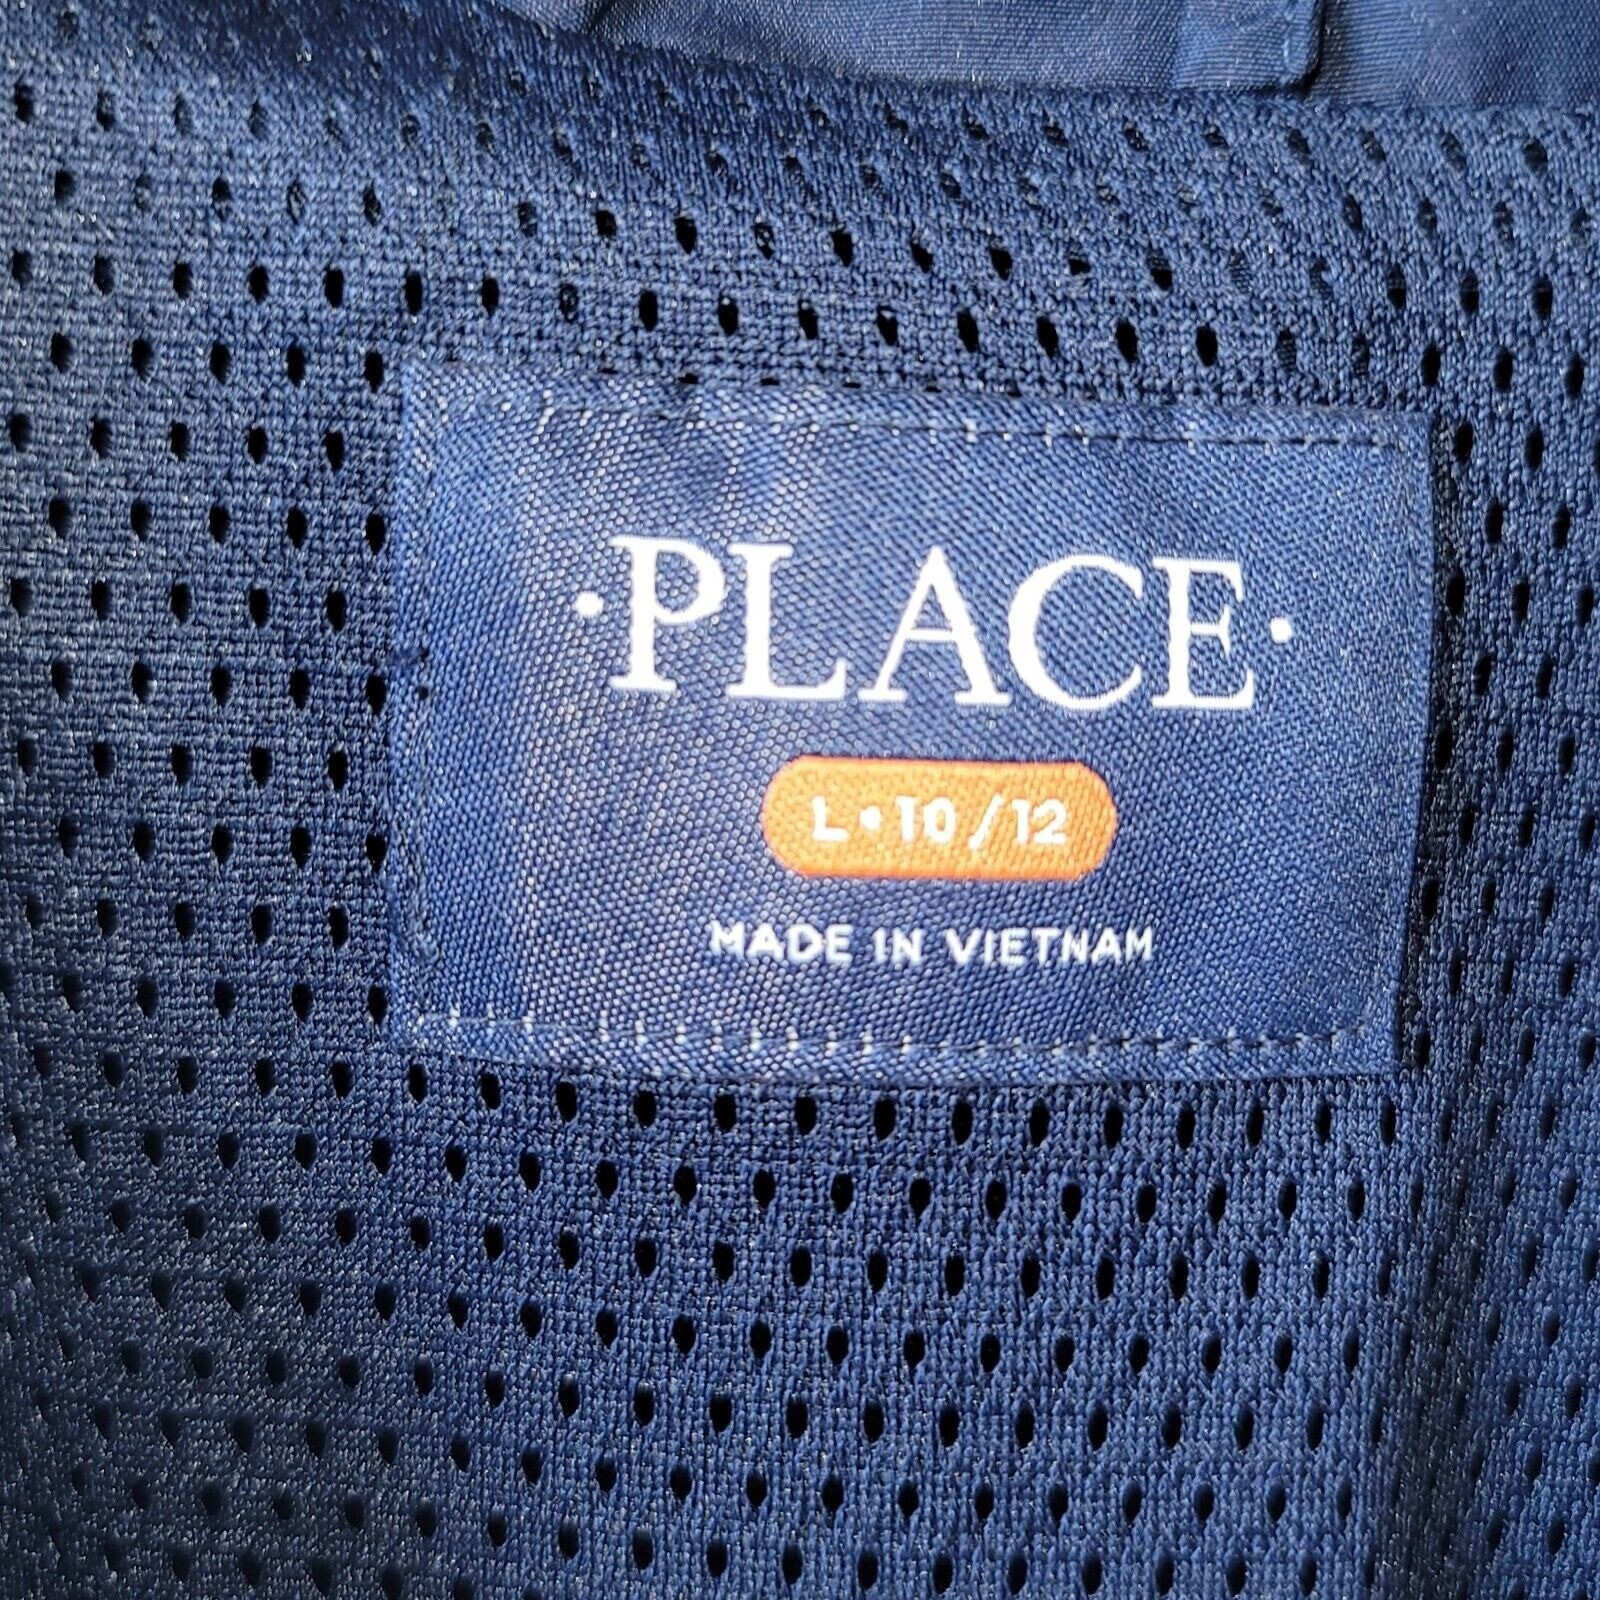 ·PLACE·
L•10/12
MADE IN VIETNAM